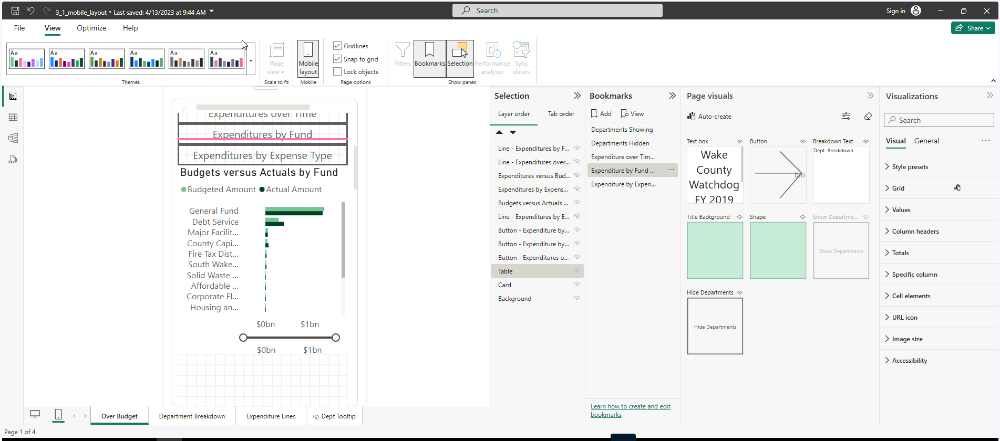 3_1_mobile_layout • Last saved: 4/13/2023 at 9:44 AM
Search
Sign in
File
View
Optimize
Help
Share
Aa Aa Aa Aa Aa Aa
Themes
Page
view
Scale to fit
Mobile
layout
Mobile
Gridlines
Snap to grid
Lock objects
Page options
Filters
Bookmarks
Selection
Performance
analyzer
Sync
slicers
Show panes
Expenditures over Time
Expenditures by Fund
Expenditures by Expense Type
Budgets versus Actuals by Fund
Budgeted Amount Actual Amount
General Fund
Debt Service
Major Facilit...
County Capi...
Fire Tax Dist...
South Wake...
Solid Waste ...
Affordable ...
Corporate Fl...
Housing an...
$0bn $1bn
$0bn $1bn
Selection
Layer order
Tab order
Line - Expenditures by F...
Line - Expenditures over...
Expenditures versus Bud...
Expenditures by Expens...
Budgets versus Actuals ...
Line - Expenditures by E...
Button - Expenditure by...
Button - Expenditure by...
Button - Expenditures o...
Table
Card
Background
Bookmarks
Add
View
Departments Showing
Departments Hidden
Expenditure over Tim...
Expenditure by Fund ...
Expenditure by Expen...
Learn how to create and edit
bookmarks
Page visuals
Auto-create
Text box
Wake
County
Watchdog
FY 2019
Button
Drill
Breakdown Text
Dept. Breakdown
Title Background
Shape
Show Departme...
Show Departments
Hide Departments
Hide Departments
Visualizations
Search
Visual
General
Style presets
Grid
Values
Column headers
Totals
Specific column
Cell elements
URL icon
Image size
Accessibility
DAX
Over Budget
Department Breakdown
Expenditure Lines
Dept Tooltip
Page 1 of 4